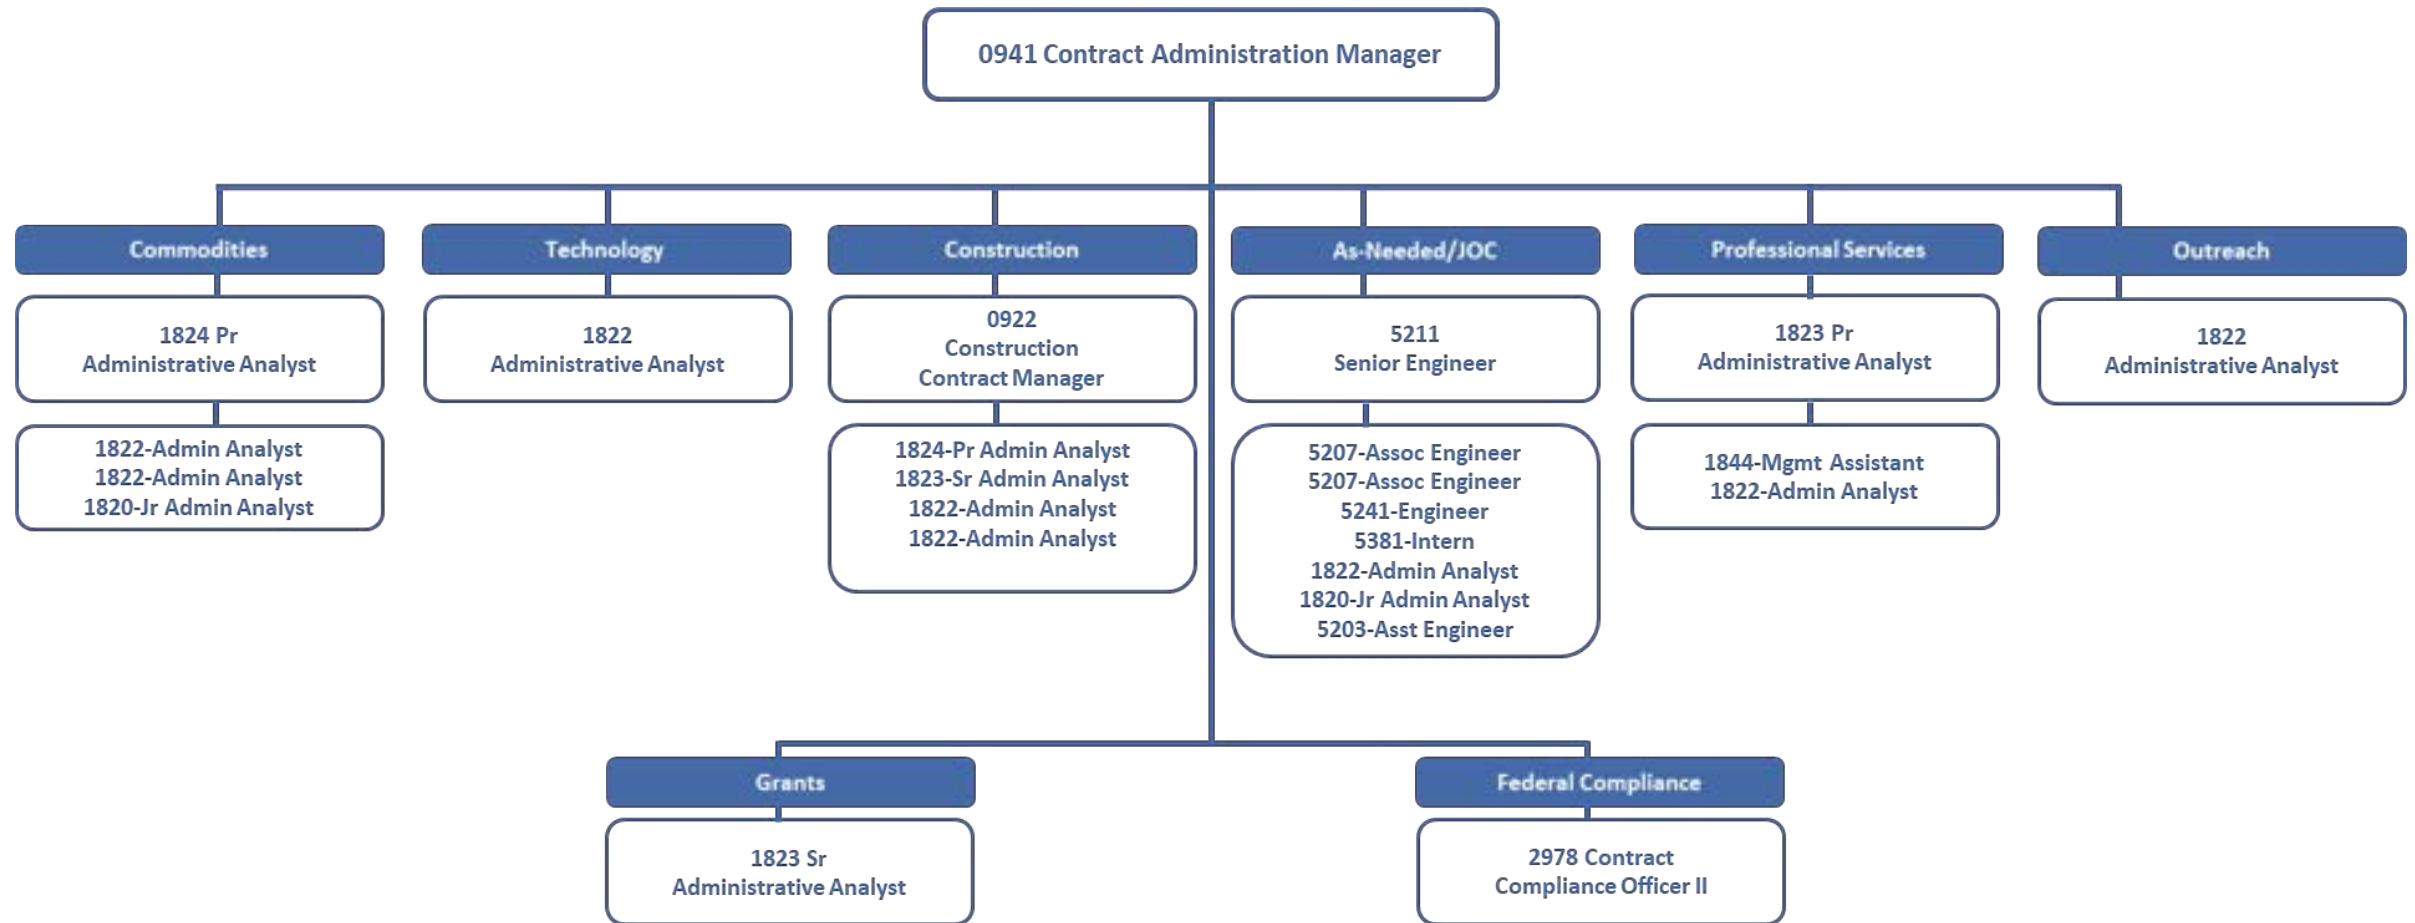 0941 Contract Administration Manager
Commodities
1824 Pr
Administrative Analyst
1822-Admin Analyst
1822-Admin Analyst
1820-Jr Admin Analyst
Technology
1822
Administrative Analyst
Construction
0922
Construction
Contract Manager
1824-Pr Admin Analyst
1823-Sr Admin Analyst
1822-Admin Analyst
1822-Admin Analyst
As-Needed/JOC
5211
Senior Engineer
5207-Assoc Engineer
5207-Assoc Engineer
5241-Engineer
5381-Intern
1822-Admin Analyst
1820-Jr Admin Analyst
5203-Asst Engineer
Professional Services
1823 Pr
Administrative Analyst
1844-Mgmt Assistant
1822-Admin Analyst
Outreach
1822
Administrative Analyst
Grants
1823 Sr
Administrative Analyst
Federal Compliance
2978 Contract
Compliance Officer II